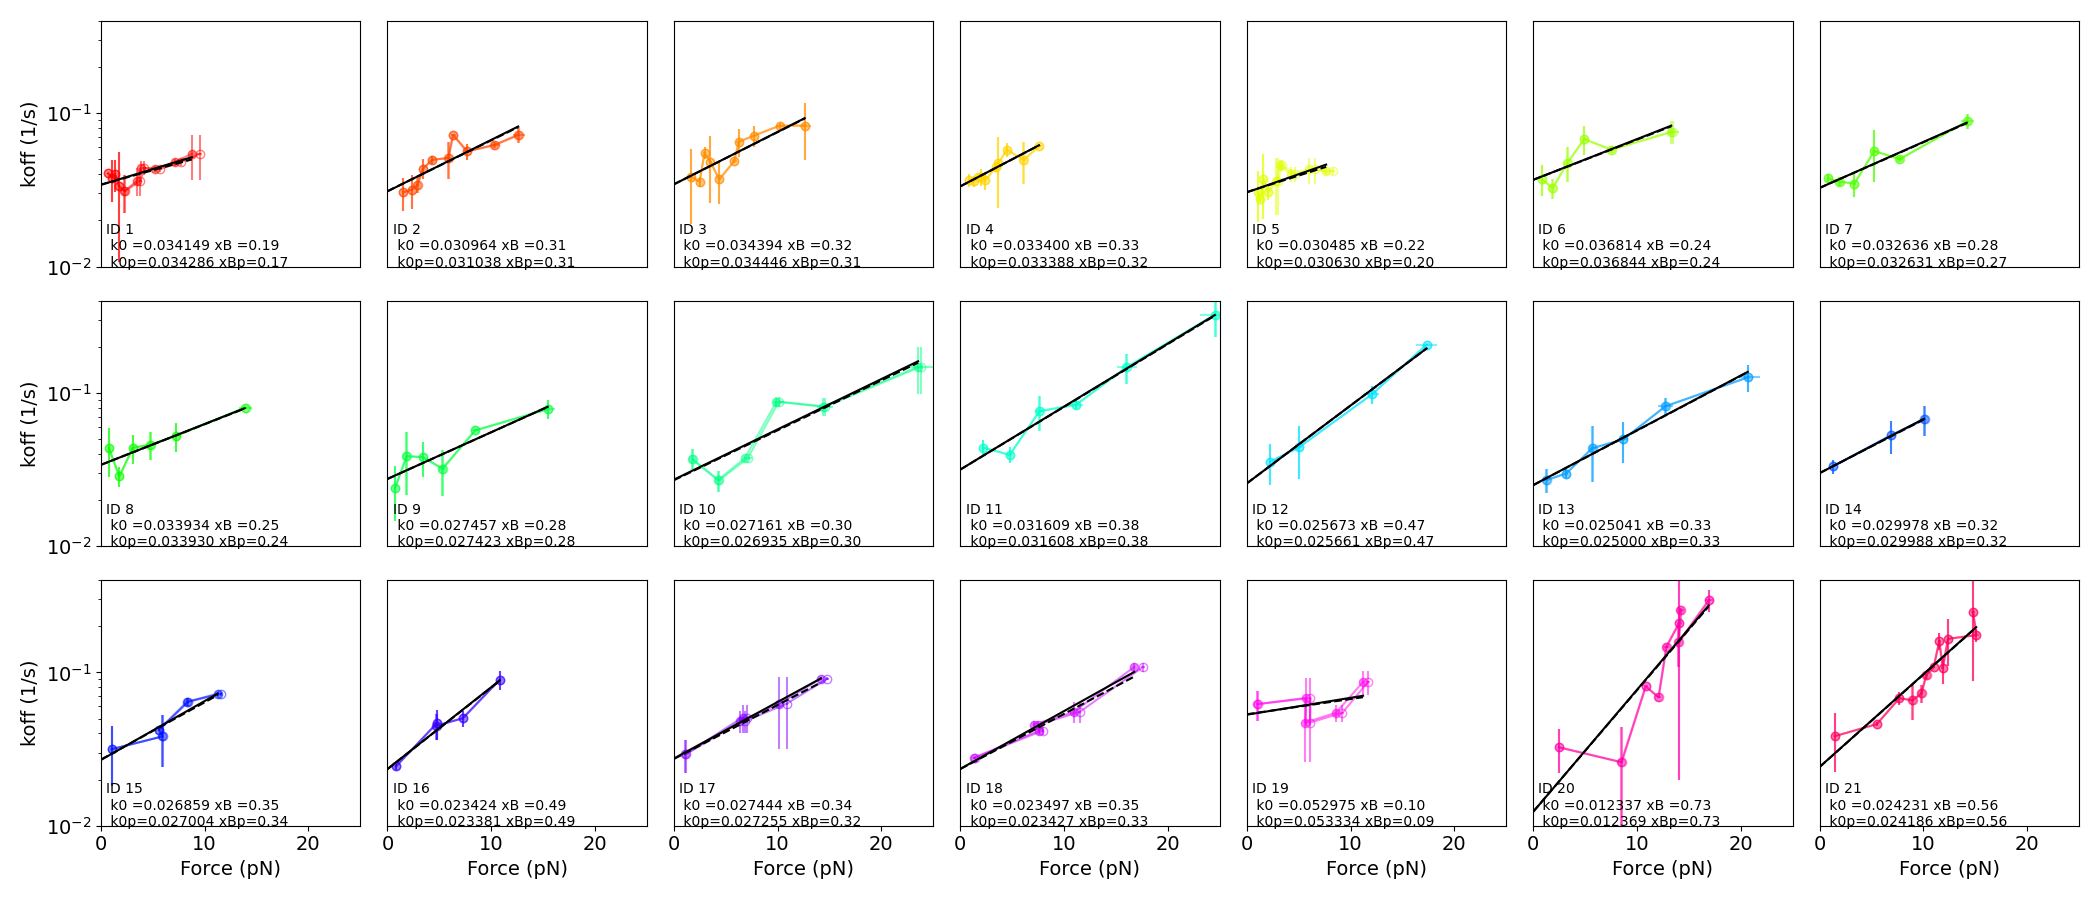 koff (1/s)
10⁻¹
10⁻²
ID 1
k0 =0.034149 xB =0.19
k0p=0.034286 xBp=0.17
ID 2
k0 =0.030964 xB =0.31
k0p=0.031038 xBp=0.31
ID 3
k0 =0.034394 xB =0.32
k0p=0.034446 xBp=0.31
ID 4
k0 =0.033400 xB =0.33
k0p=0.033388 xBp=0.32
ID 5
k0 =0.030485 xB =0.22
k0p=0.030630 xBp=0.20
ID 6
k0 =0.036814 xB =0.24
k0p=0.036844 xBp=0.24
ID 7
k0 =0.032636 xB =0.28
k0p=0.032631 xBp=0.27
koff (1/s)
10⁻¹
10⁻²
ID 8
k0 =0.033934 xB =0.25
k0p=0.033930 xBp=0.24
ID 9
k0 =0.027457 xB =0.28
k0p=0.027423 xBp=0.28
ID 10
k0 =0.027161 xB =0.30
k0p=0.026935 xBp=0.30
ID 11
k0 =0.031609 xB =0.38
k0p=0.031608 xBp=0.38
ID 12
k0 =0.025673 xB =0.47
k0p=0.025661 xBp=0.47
ID 13
k0 =0.025041 xB =0.33
k0p=0.025000 xBp=0.33
ID 14
k0 =0.029978 xB =0.32
k0p=0.029988 xBp=0.32
koff (1/s)
10⁻¹
10⁻²
ID 15
k0 =0.026859 xB =0.35
k0p=0.027004 xBp=0.34
0 10 20
Force (pN)
ID 16
k0 =0.023424 xB =0.49
k0p=0.023381 xBp=0.49
0 10 20
Force (pN)
ID 17
k0 =0.027444 xB =0.34
k0p=0.027255 xBp=0.32
0 10 20
Force (pN)
ID 18
k0 =0.023497 xB =0.35
k0p=0.023427 xBp=0.33
0 10 20
Force (pN)
ID 19
k0 =0.052975 xB =0.10
k0p=0.053334 xBp=0.09
0 10 20
Force (pN)
ID 20
k0 =0.012337 xB =0.73
k0p=0.012369 xBp=0.73
0 10 20
Force (pN)
ID 21
k0 =0.024231 xB =0.56
k0p=0.024186 xBp=0.56
0 10 20
Force (pN)